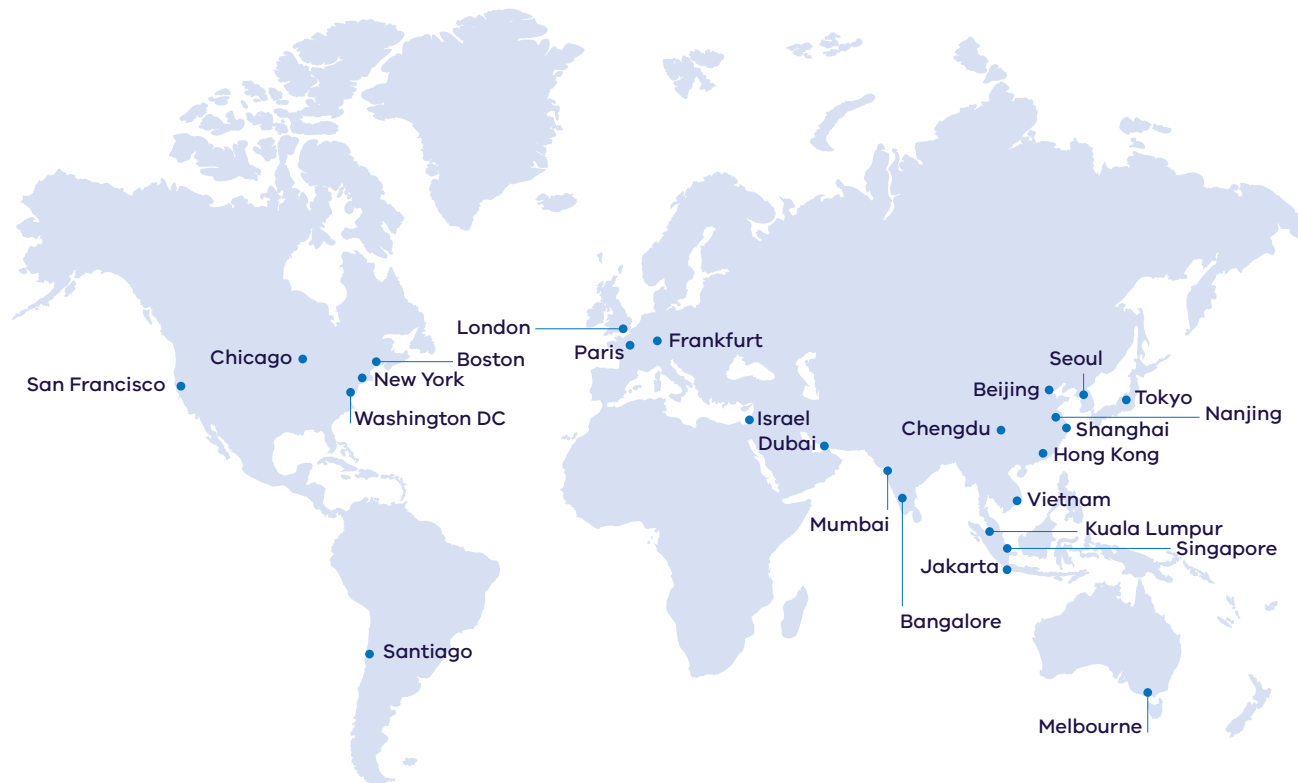 London
Frankfurt
Paris
Chicago
Boston
Seoul
San Francisco
New York
Beijing
Tokyo
Nanjing
Washington DC
Israel
Chengdu
Shanghai
Dubai
Hong Kong
Vietnam
Mumbai
Kuala Lumpur
Singapore
Jakarta
Bangalore
Santiago
Melbourne